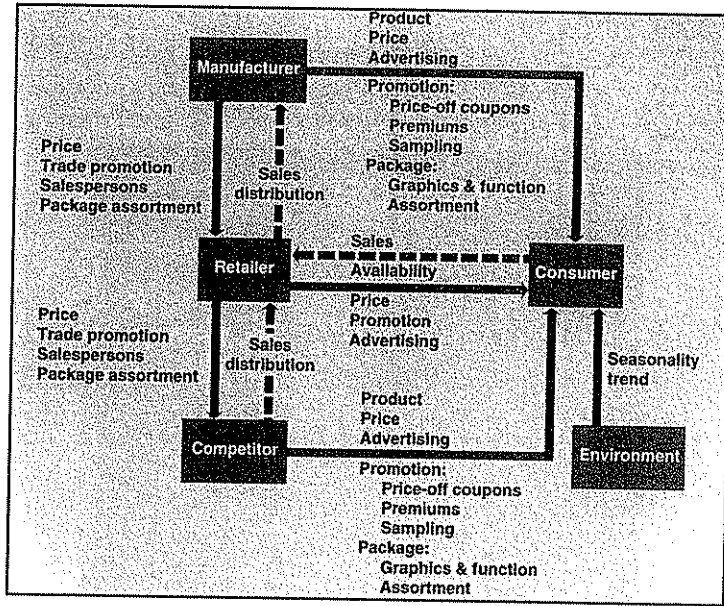 Product
Price
Advertising
Manufacturer
Promotion:
Price-off coupons
Premiums
Sampling
Package:
Graphics & function
Assortment
Price
Trade promotion
Salespersons
Package assortment
Sales
distribution
Sales
Retailer
Availability
Consumer
Price
Promotion
Advertising
Price
Trade promotion
Salespersons
Package assortment
Sales
distribution
Seasonality
trend
Product
Price
Advertising
Competitor
Environment
Promotion:
Price-off coupons
Premiums
Sampling
Package:
Graphics & function
Assortment